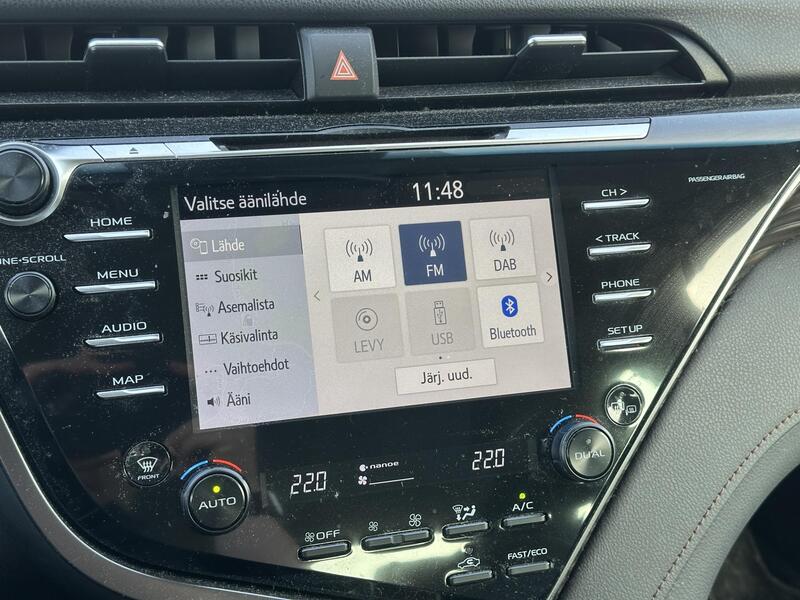 PASSENGER AIRBAG
Valitse äänilähde
11:48
CH >
HOME
< TRACK
MENU
PHONE
AUDIO
SETUP
MAP
Lähde
Suosikit
Asemalista
Käsivalinta
Vaihtoehdot
Ääni
AM
FM
DAB
LEVY
USB
Bluetooth
Järj. uud.
FRONT
AUTO
22.0
nanoe
22.0
DUAL
OFF
A/C
FAST/ECO